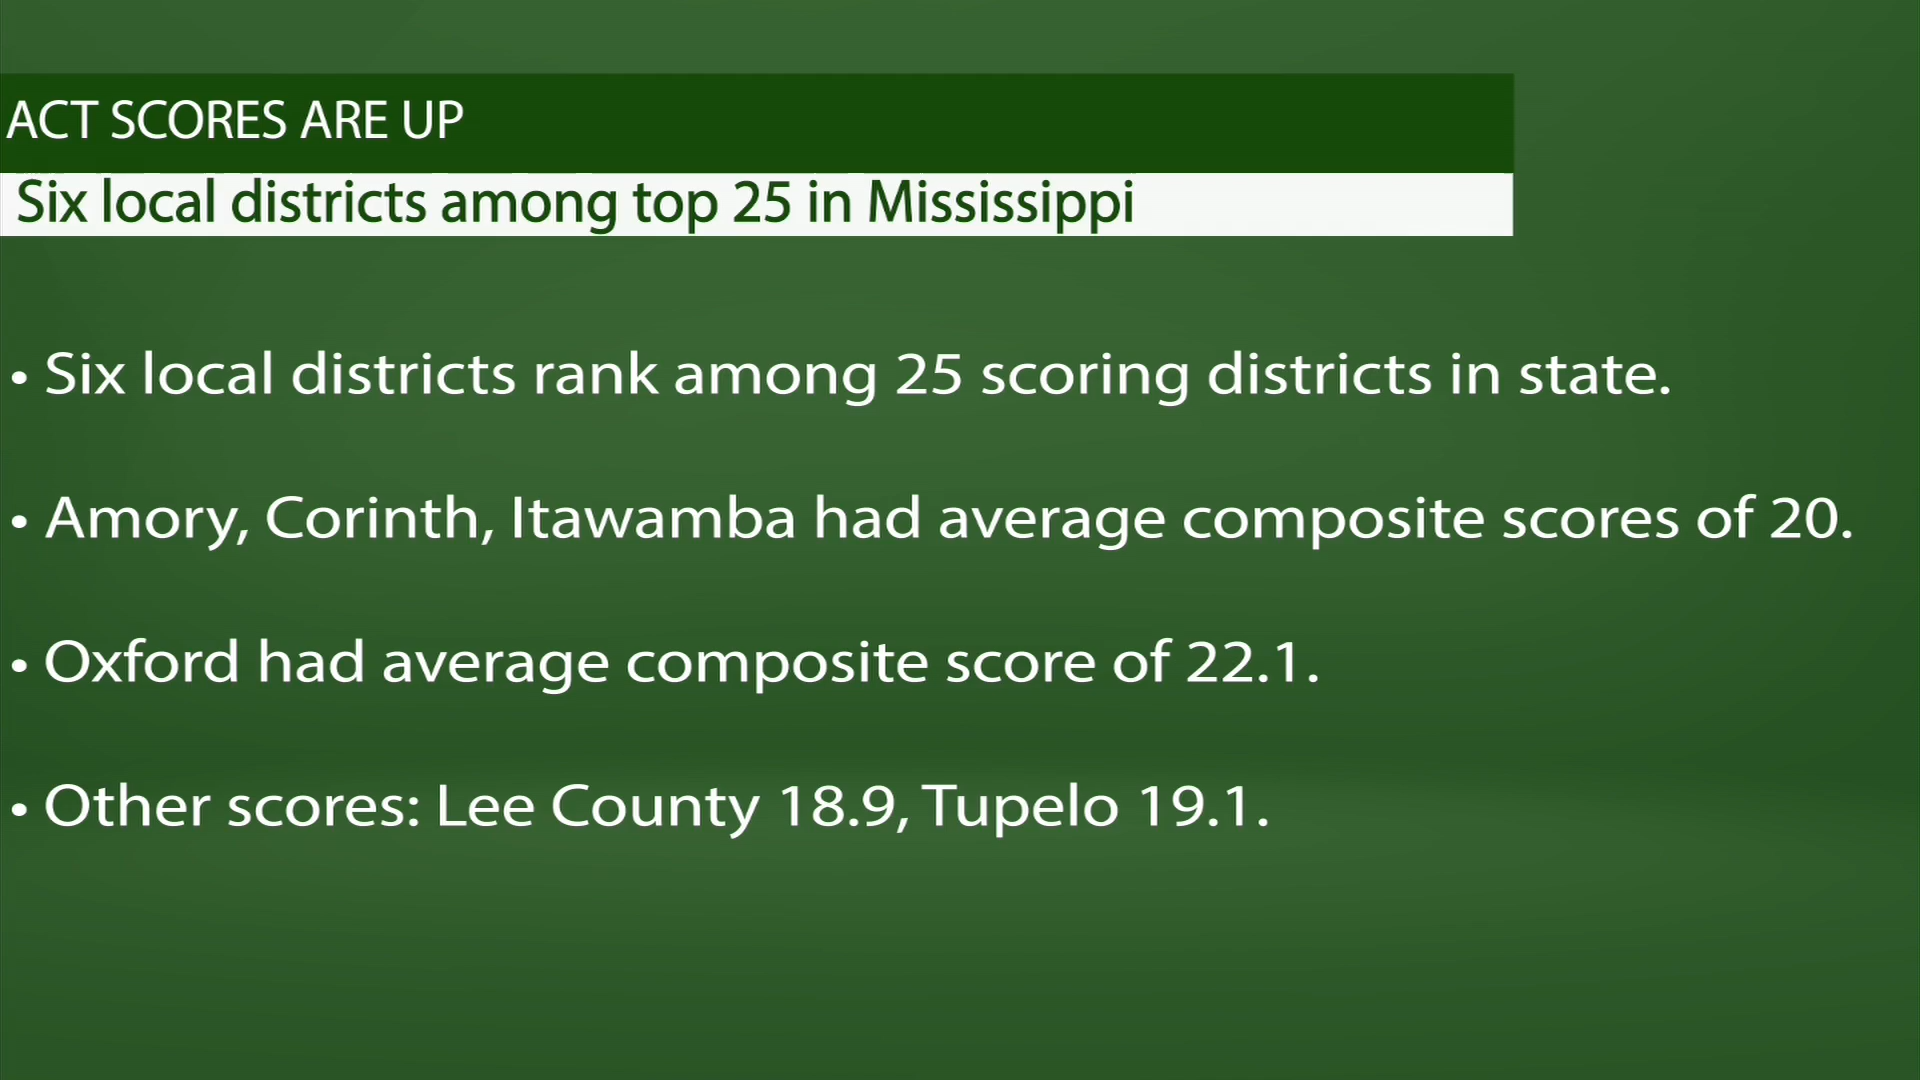 ACT SCORES ARE UP
Six local districts among top 25 in Mississippi
• Six local districts rank among 25 scoring districts in state.
• Amory, Corinth, Itawamba had average composite scores of 20.
• Oxford had average composite score of 22.1.
• Other scores: Lee County 18.9, Tupelo 19.1.